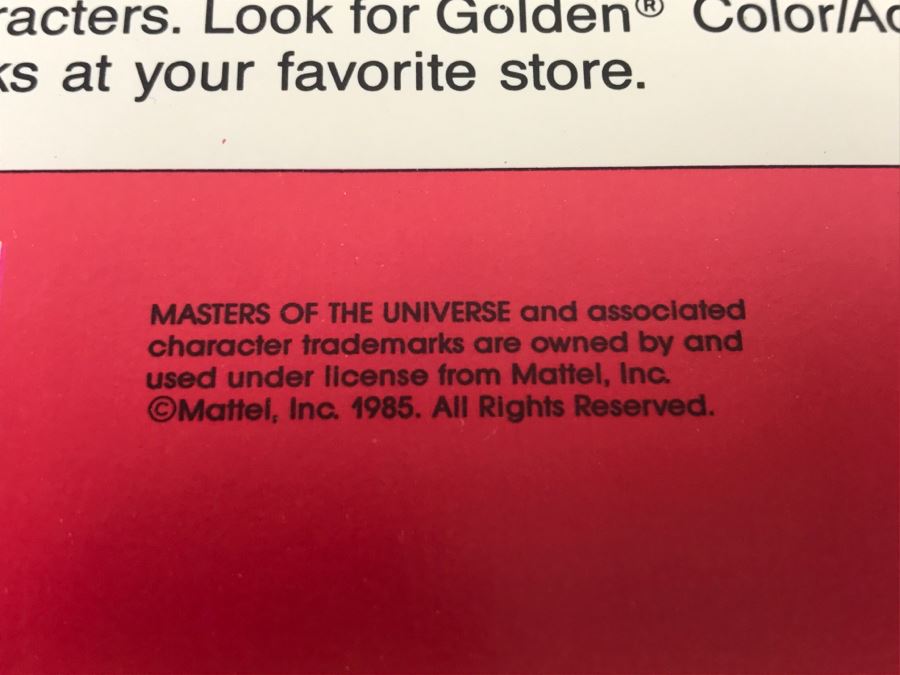 racters. Look for Golden® Color/Ac
ks at your favorite store.
MASTERS OF THE UNIVERSE and associated
character trademarks are owned by and
used under license from Mattel, Inc.
©Mattel, Inc. 1985. All Rights Reserved.